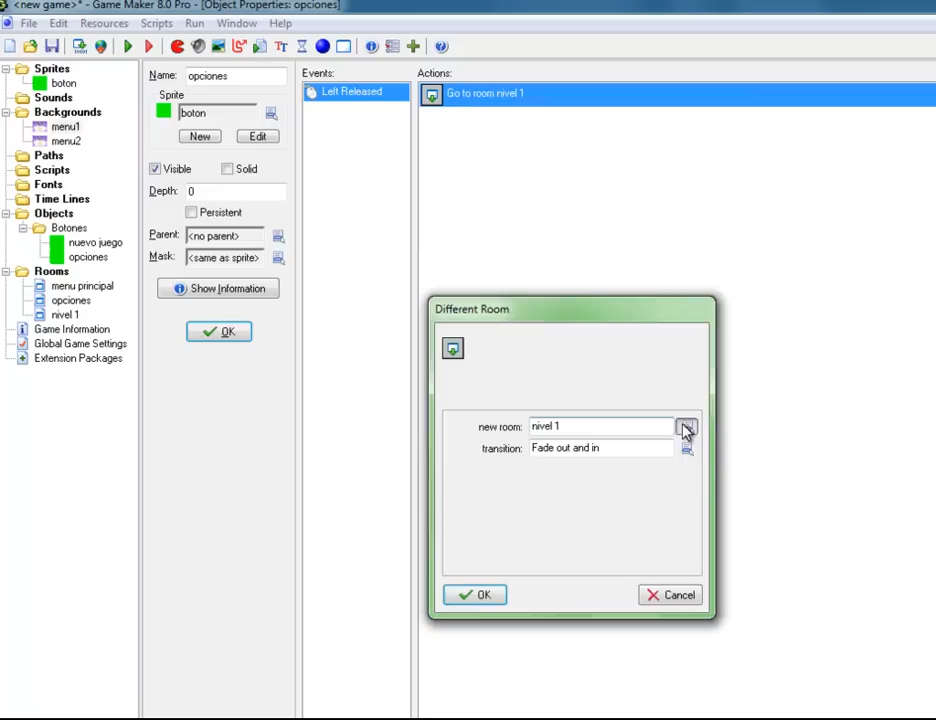 <new game>* - Game Maker 8.0 Pro - [Object Properties: opciones]
File Edit Resources Scripts Run Window Help
Sprites
boton
Sounds
Backgrounds
menu1
menu2
Paths
Scripts
Fonts
Time Lines
Objects
Botones
nuevo juego
opciones
Rooms
menu principal
opciones
nivel 1
Game Information
Global Game Settings
Extension Packages
Name: opciones
Sprite
boton
New Edit
Visible Solid
Depth: 0
Persistent
Parent: <no parent>
Mask: <same as sprite>
Show Information
OK
Events:
Left Released
Actions:
Go to room nivel 1
Different Room
new room: nivel 1
transition: Fade out and in
OK Cancel